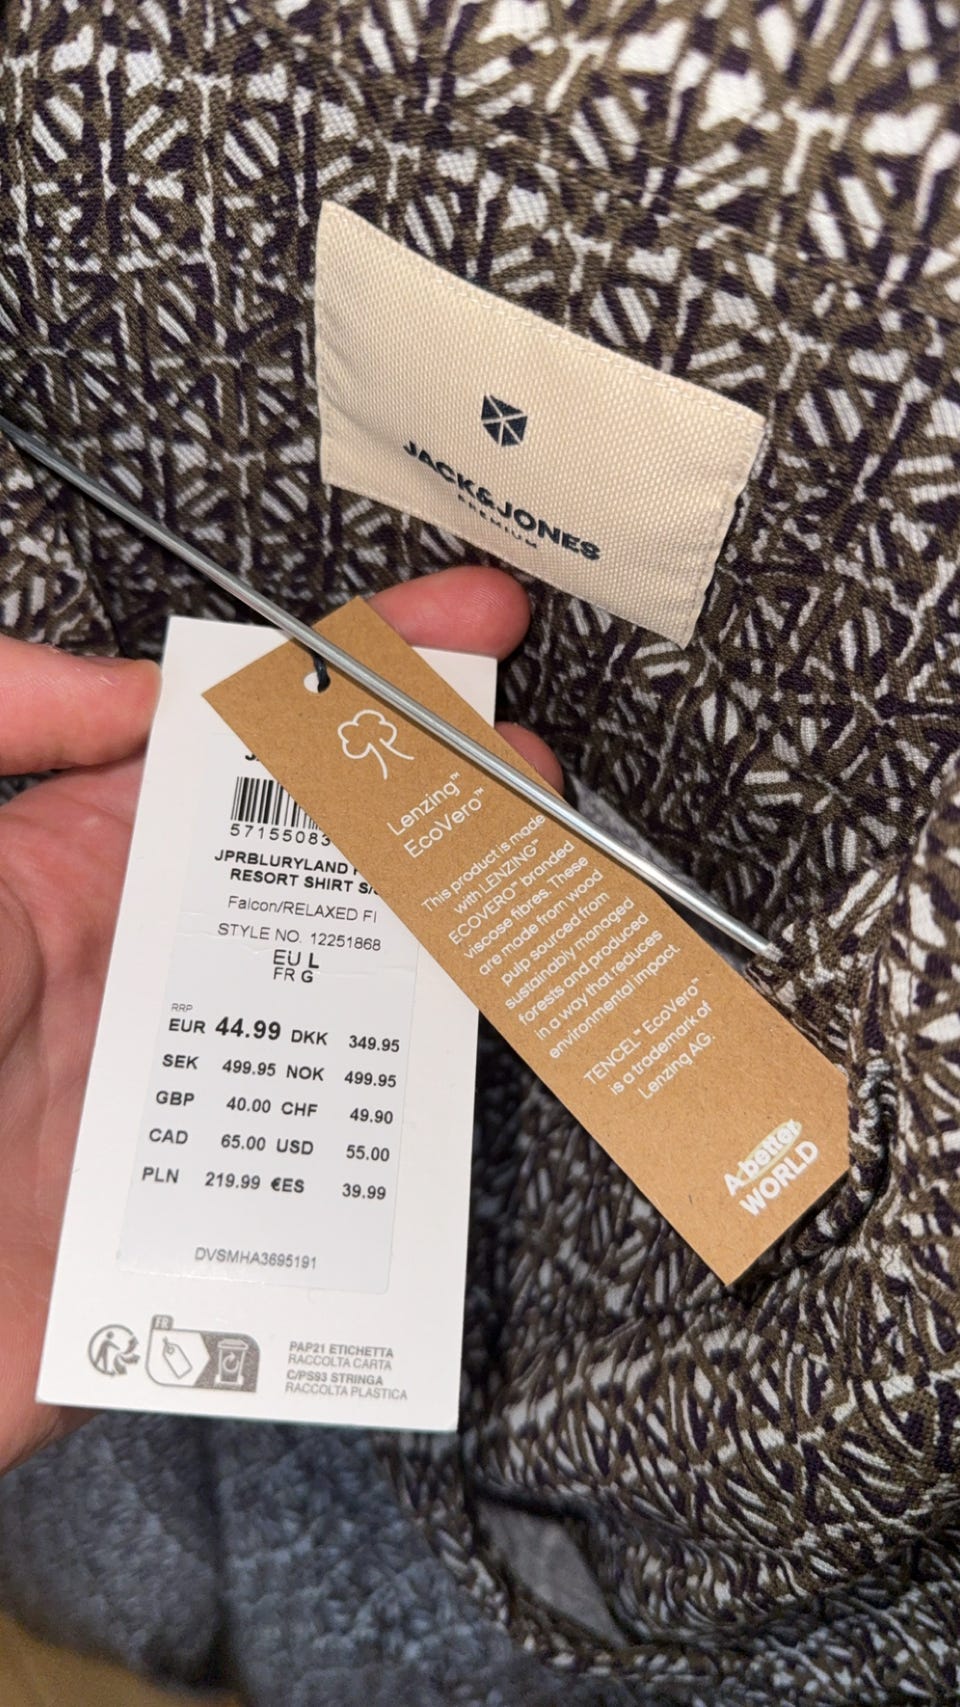 JACK&JONES
PREMIUM
57155083
JPRBLURYLAND
RESORT SHIRT
Falcon/RELAXED FI
STYLE NO. 12251868
EU L
FR G
RRP
EUR 44.99 DKK 349.95
SEK 499.95 NOK 499.95
GBP 40.00 CHF 49.90
CAD 65.00 USD 55.00
PLN 219.99 €ES 39.99
DVSMHA3695191
FR
PAP21 ETICHETTA
RACCOLTA CARTA
C/PS93 STRINGA
RACCOLTA PLASTICA
Lenzing™
EcoVero™
This product is made
with LENZING™
ECOVERO™ branded
viscose fibres. These
are made from wood
pulp sourced from
sustainably managed
forests and produced
in a way that reduces
environmental impact.
TENCEL™ EcoVero™
is a trademark of
Lenzing AG.
A better
WORLD